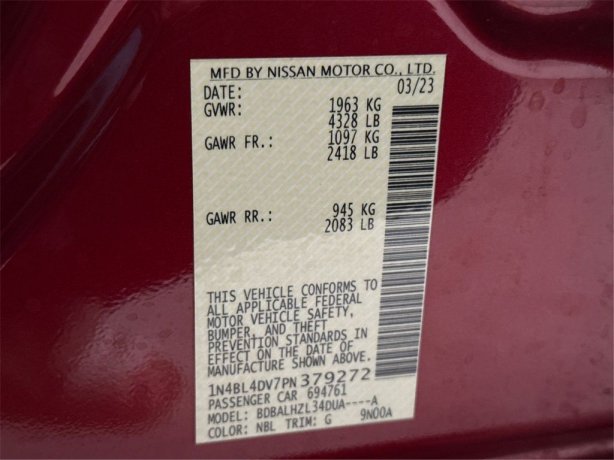 MFD BY NISSAN MOTOR CO., LTD.
DATE: 03/23
GVWR: 1963 KG
4328 LB
GAWR FR.: 1097 KG
2418 LB
GAWR RR.: 945 KG
2083 LB
THIS VEHICLE CONFORMS TO
ALL APPLICABLE FEDERAL
MOTOR VEHICLE SAFETY,
BUMPER, AND THEFT
PREVENTION STANDARDS IN
EFFECT ON THE DATE OF
MANUFACTURE SHOWN ABOVE.
1N4BL4DV7PN379272
PASSENGER CAR 694761
MODEL: BDBALHZL34DUA----A
COLOR: NBL TRIM: G 9N00A